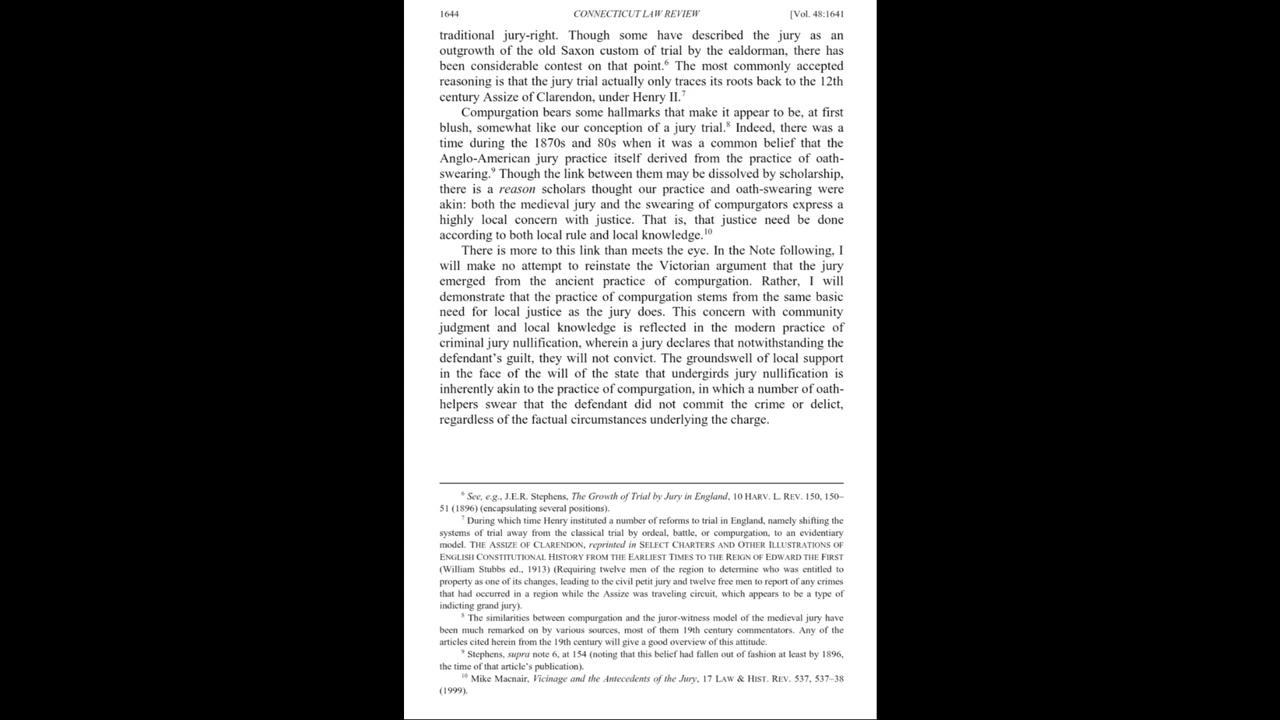 1644 CONNECTICUT LAW REVIEW [Vol. 48:1641
traditional jury-right. Though some have described the jury as an
outgrowth of the old Saxon custom of trial by the ealdorman, there has
been considerable contest on that point.6 The most commonly accepted
reasoning is that the jury trial actually only traces its roots back to the 12th
century Assize of Clarendon, under Henry II.7
Compurgation bears some hallmarks that make it appear to be, at first
blush, somewhat like our conception of a jury trial.8 Indeed, there was a
time during the 1870s and 80s when it was a common belief that the
Anglo-American jury practice itself derived from the practice of oath-
swearing.9 Though the link between them may be dissolved by scholarship,
there is a reason scholars thought our practice and oath-swearing were
akin: both the medieval jury and the swearing of compurgators express a
highly local concern with justice. That is, that justice need be done
according to both local rule and local knowledge.10
There is more to this link than meets the eye. In the Note following, I
will make no attempt to reinstate the Victorian argument that the jury
emerged from the ancient practice of compurgation. Rather, I will
demonstrate that the practice of compurgation stems from the same basic
need for local justice as the jury does. This concern with community
judgment and local knowledge is reflected in the modern practice of
criminal jury nullification, wherein a jury declares that notwithstanding the
defendant's guilt, they will not convict. The groundswell of local support
in the face of the will of the state that undergirds jury nullification is
inherently akin to the practice of compurgation, in which a number of oath-
helpers swear that the defendant did not commit the crime or delict,
regardless of the factual circumstances underlying the charge.
6 See, e.g., J.E.R. Stephens, The Growth of Trial by Jury in England, 10 HARV. L. REV. 150, 150–
51 (1896) (encapsulating several positions).
7 During which time Henry instituted a number of reforms to trial in England, namely shifting the
systems of trial away from the classical trial by ordeal, battle, or compurgation, to an evidentiary
model. THE ASSIZE OF CLARENDON, reprinted in SELECT CHARTERS AND OTHER ILLUSTRATIONS OF
ENGLISH CONSTITUTIONAL HISTORY FROM THE EARLIEST TIMES TO THE REIGN OF EDWARD THE FIRST
(William Stubbs ed., 1913) (Requiring twelve men of the region to determine who was entitled to
property as one of its changes, leading to the civil petit jury and twelve free men to report of any crimes
that had occurred in a region while the Assize was traveling circuit, which appears to be a type of
indicting grand jury).
8 The similarities between compurgation and the juror-witness model of the medieval jury have
been much remarked on by various sources, most of them 19th century commentators. Any of the
articles cited herein from the 19th century will give a good overview of this attitude.
9 Stephens, supra note 6, at 154 (noting that this belief had fallen out of fashion at least by 1896,
the time of that article's publication).
10 Mike Macnair, Vicinage and the Antecedents of the Jury, 17 LAW & HIST. REV. 537, 537–38
(1999).